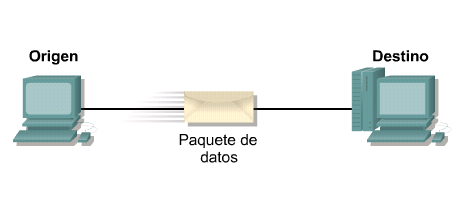 Origen
Destino
Paquete de
datos